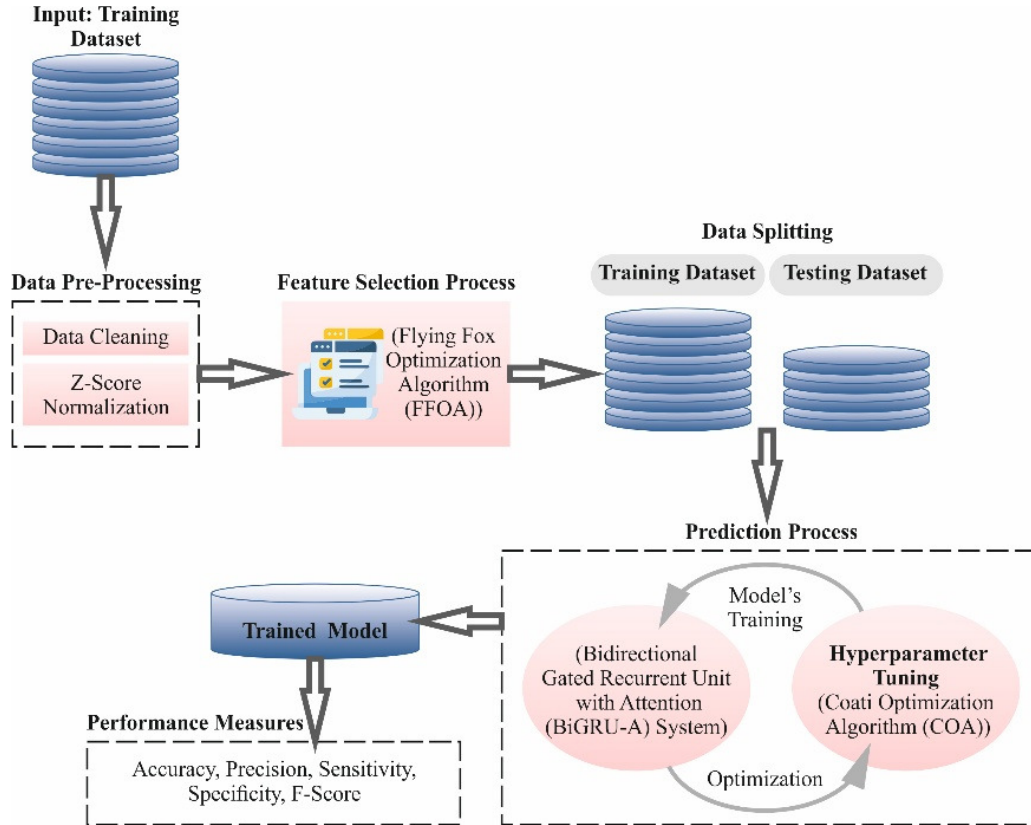 Input: Training
Dataset
Data Pre-Processing
Data Cleaning
Z-Score
Normalization
Feature Selection Process
(Flying Fox
Optimization
Algorithm
(FFOA))
Data Splitting
Training Dataset
Testing Dataset
Prediction Process
Model's
Training
(Bidirectional
Gated Recurrent Unit
with Attention
(BiGRU-A) System)
Hyperparameter
Tuning
(Coati Optimization
Algorithm (COA))
Optimization
Trained Model
Performance Measures
Accuracy, Precision, Sensitivity,
Specificity, F-Score